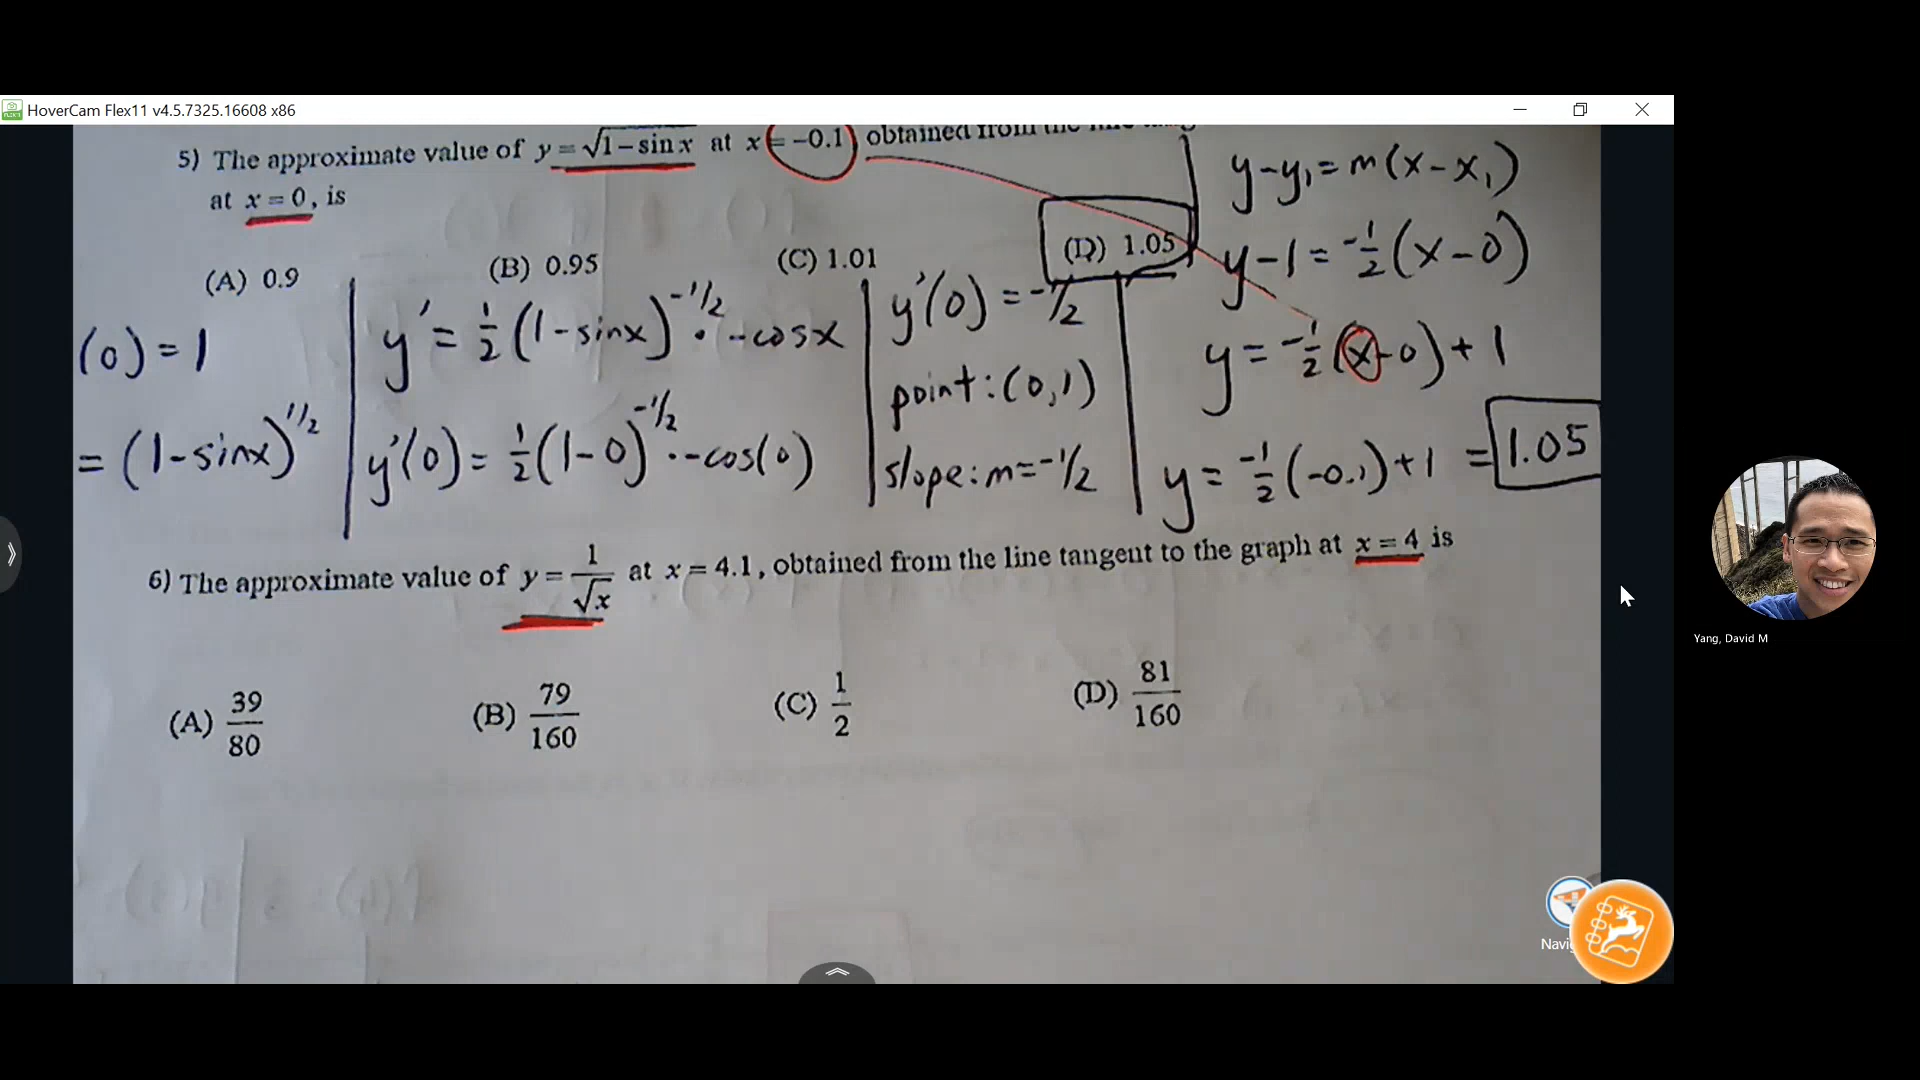 HoverCam Flex11 v4.5.7325.16608 x86
5) The approximate value of y = √1 − sin x at x = −0.1 obtained from the line
at x = 0, is
(A) 0.9
(B) 0.95
(C) 1.01
(D) 1.05
(0) = 1
= (1-sinx)^1/2
y' = 1/2 (1-sinx)^-1/2 · -cosx
y'(0) = 1/2 (1-0)^-1/2 · -cos(0)
y'(0) = -1/2
point: (0,1)
slope: m = -1/2
y-y₁ = m(x-x₁)
y-1 = -1/2 (x-0)
y = -1/2 (x-0) + 1
y = -1/2 (-0.1) + 1 = 1.05
6) The approximate value of y = 1/√x at x = 4.1, obtained from the line tangent to the graph at x = 4 is
(A) 39/80
(B) 79/160
(C) 1/2
(D) 81/160
Yang, David M